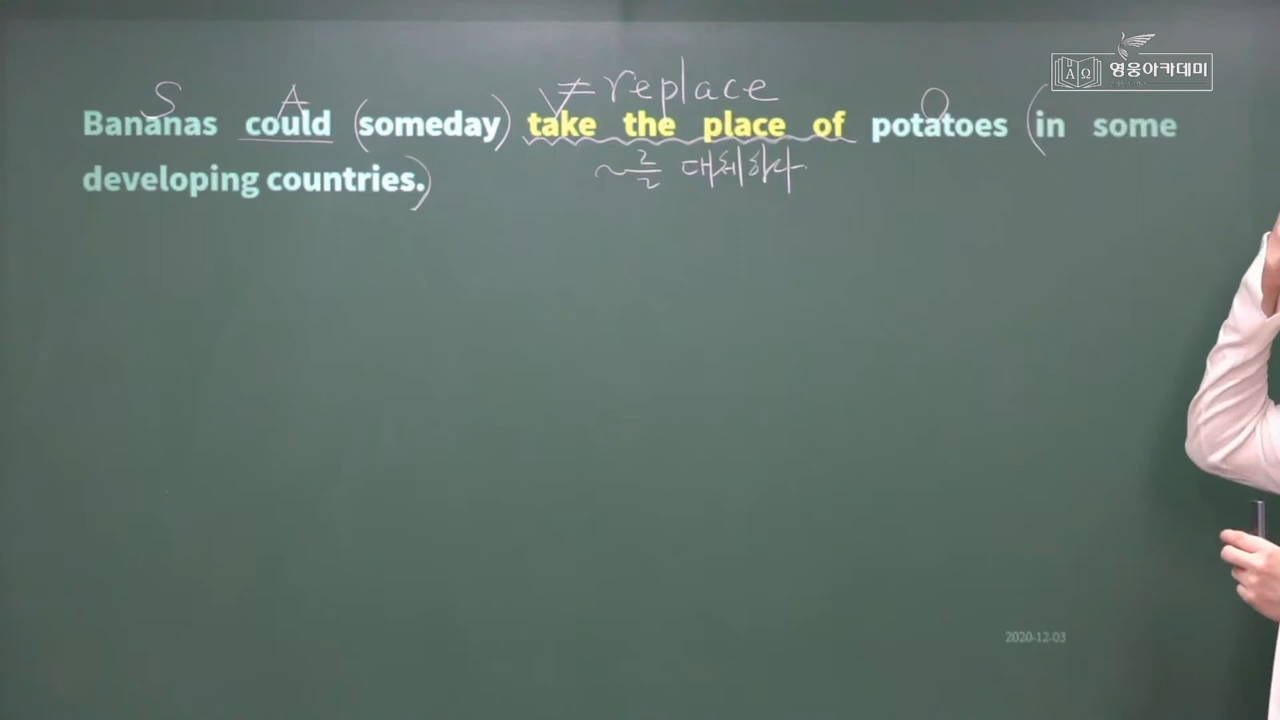 영웅아카데미
S A V = replace O
Bananas could (someday) take the place of potatoes (in some
~를 대체하다
developing countries.)
2020-12-03